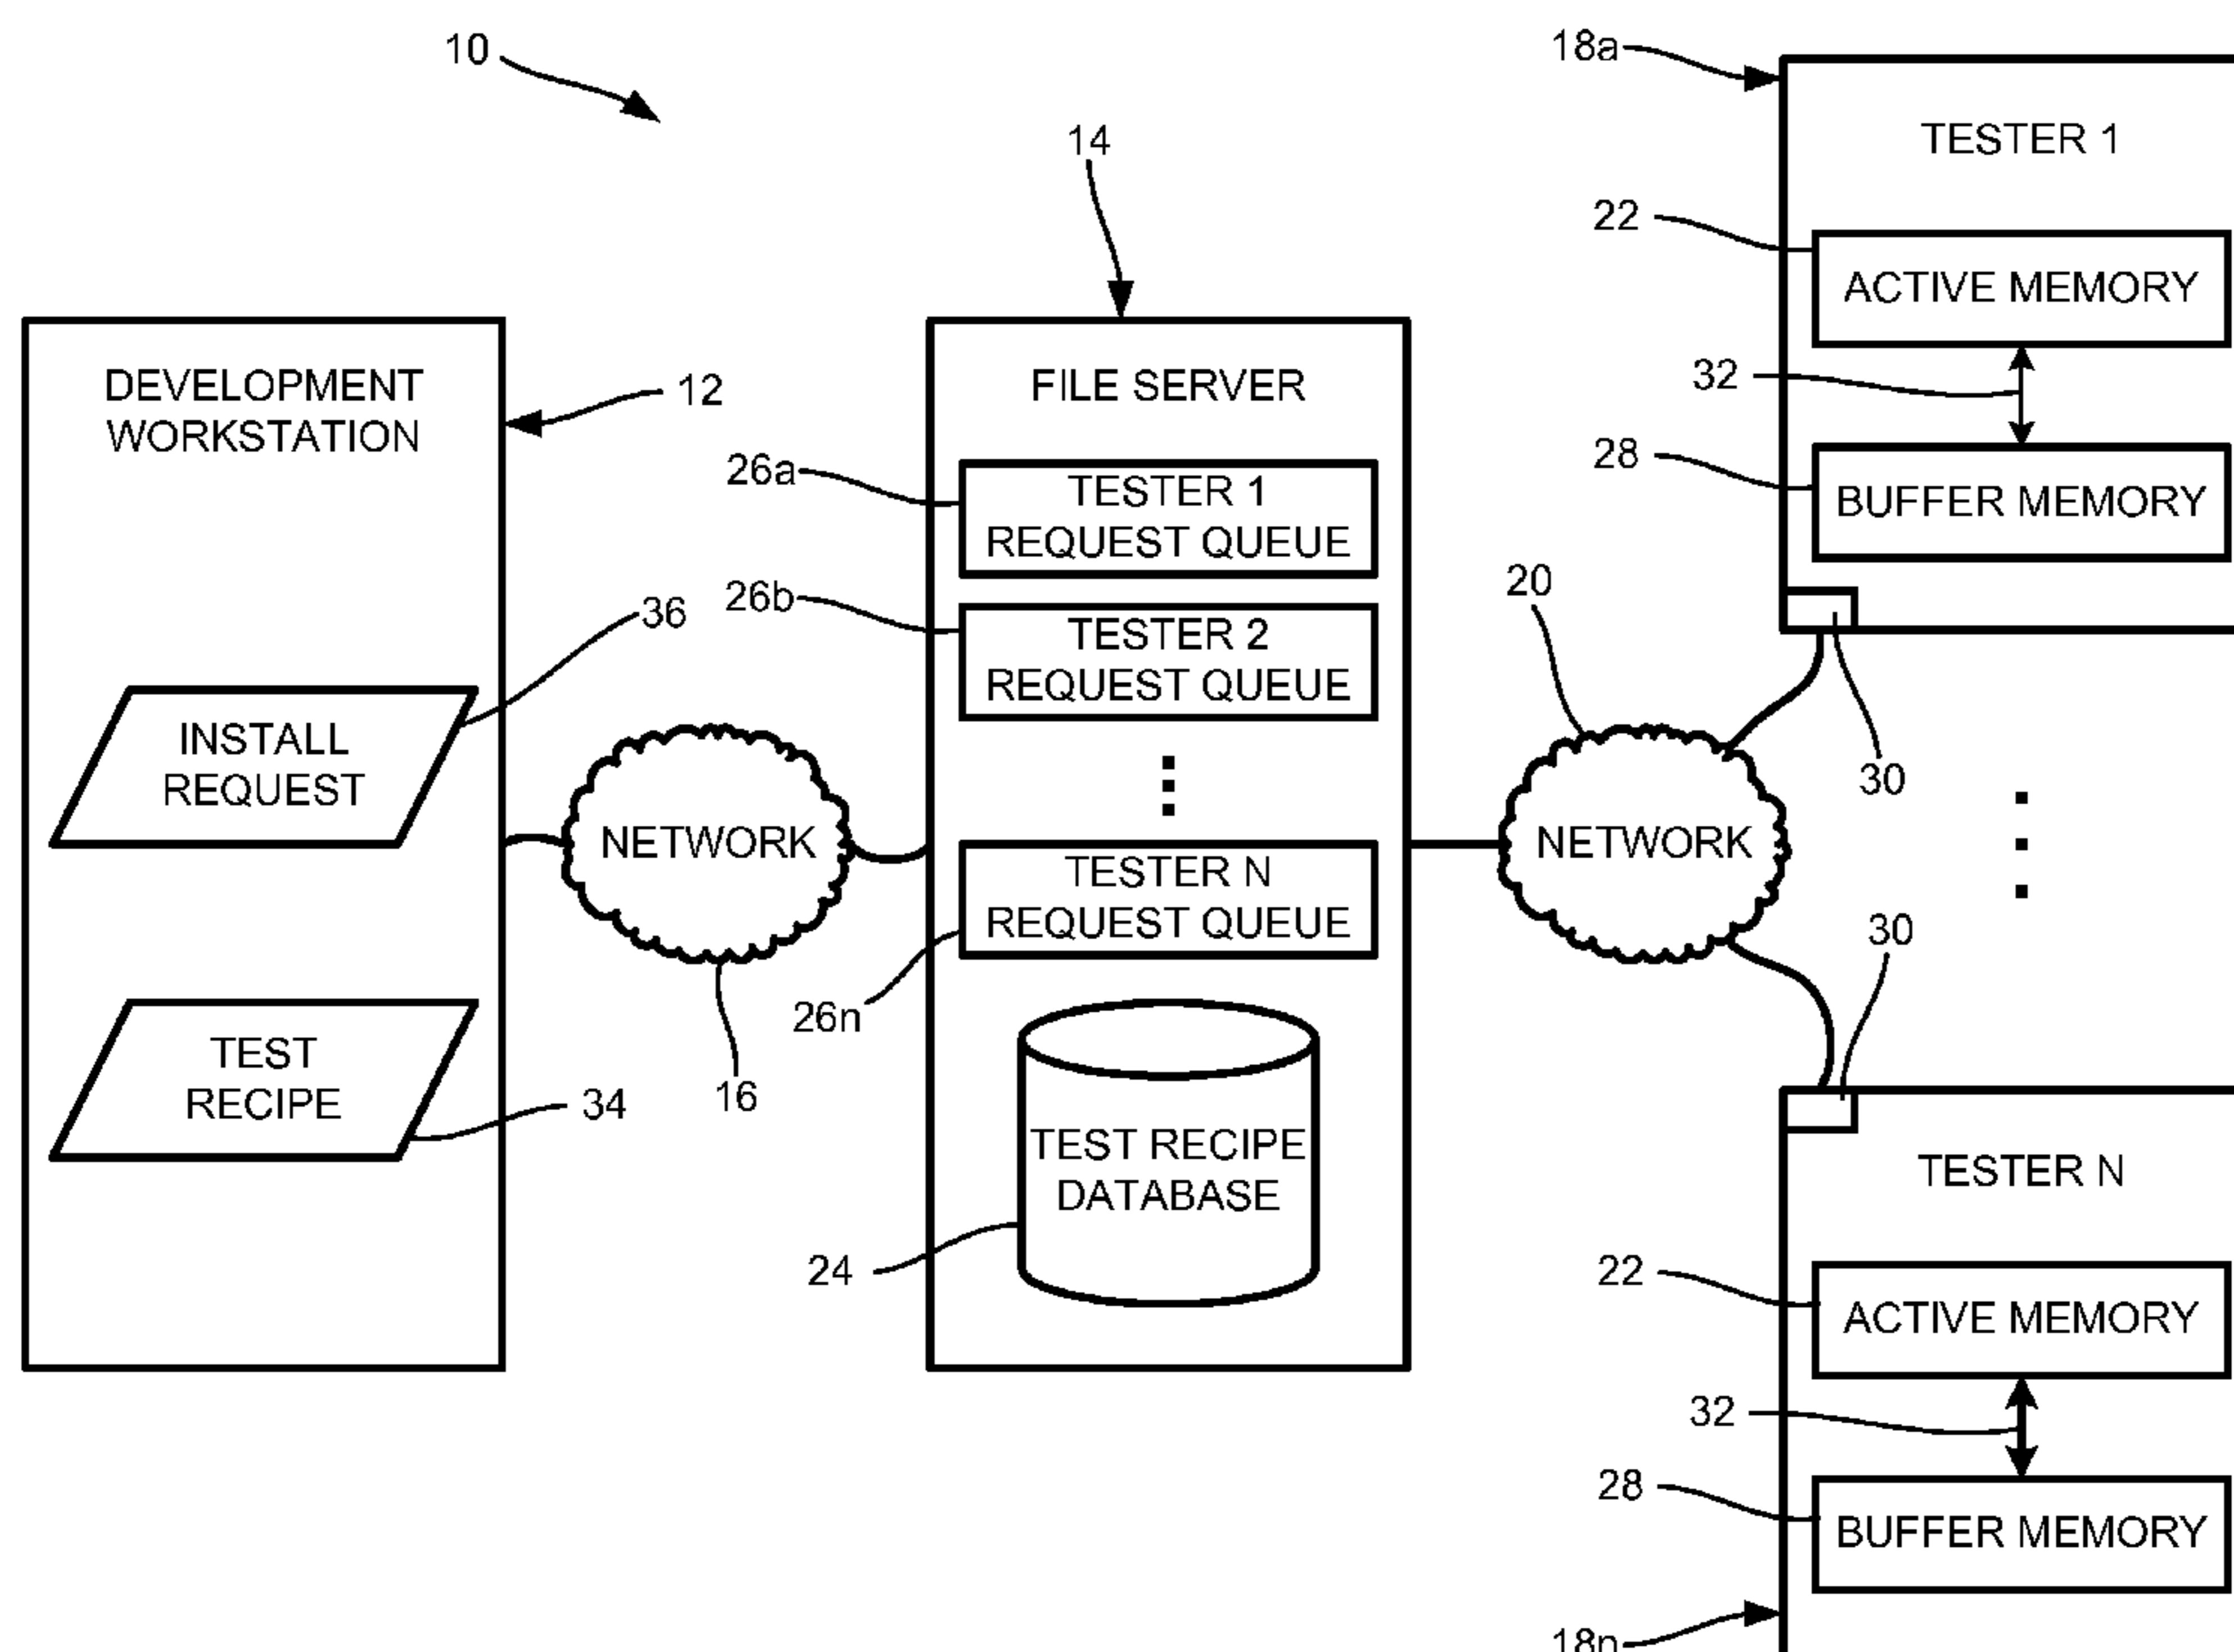 10
18a
TESTER 1
14
22
ACTIVE MEMORY
32
28
BUFFER MEMORY
30
DEVELOPMENT
WORKSTATION
12
INSTALL
REQUEST
36
TEST
RECIPE
34
NETWORK
16
FILE SERVER
26a
TESTER 1
REQUEST QUEUE
26b
TESTER 2
REQUEST QUEUE
TESTER N
REQUEST QUEUE
26n
TEST RECIPE
DATABASE
24
20
NETWORK
30
TESTER N
22
ACTIVE MEMORY
32
28
BUFFER MEMORY
18n